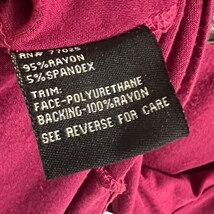 RN# 77025
95%RAYON
5%SPANDEX
TRIM:
FACE-POLYURETHANE
BACKING-100%RAYON
SEE REVERSE FOR CARE